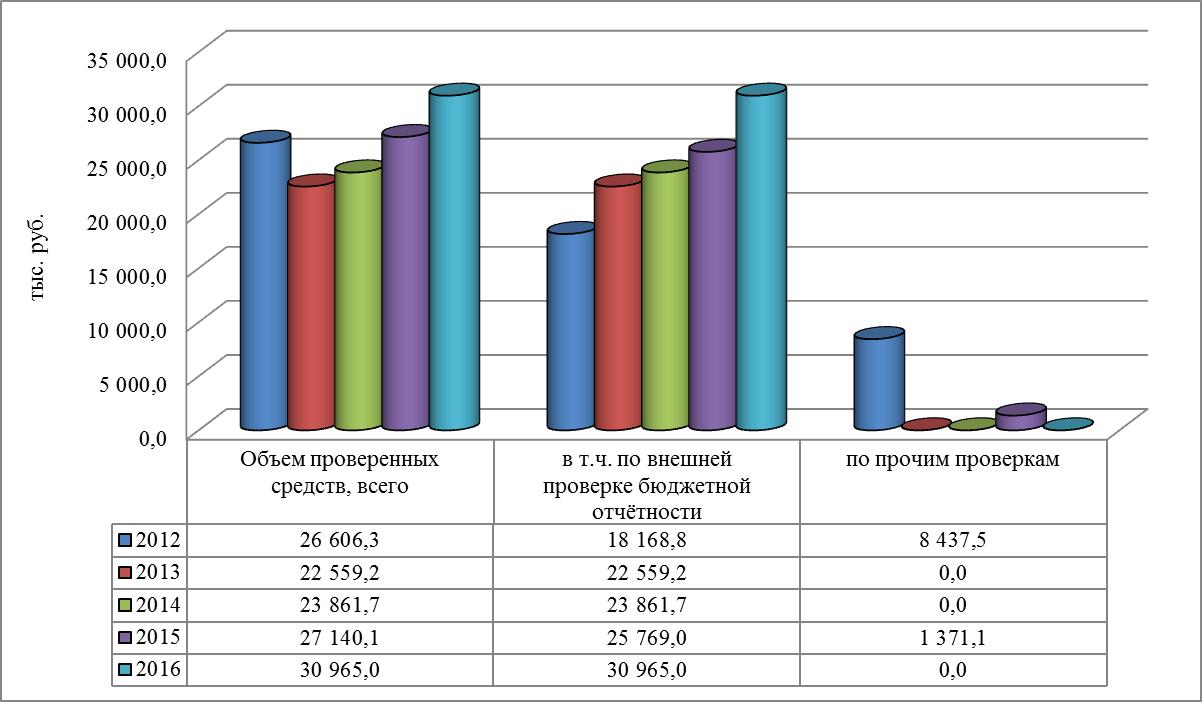 35 000,0
30 000,0
25 000,0
20 000,0
15 000,0
10 000,0
5 000,0
0,0
тыс. руб.
Объем проверенных
средств, всего
в т.ч. по внешней
проверке бюджетной
отчётности
по прочим проверкам
2012 26 606,3 18 168,8 8 437,5
2013 22 559,2 22 559,2 0,0
2014 23 861,7 23 861,7 0,0
2015 27 140,1 25 769,0 1 371,1
2016 30 965,0 30 965,0 0,0